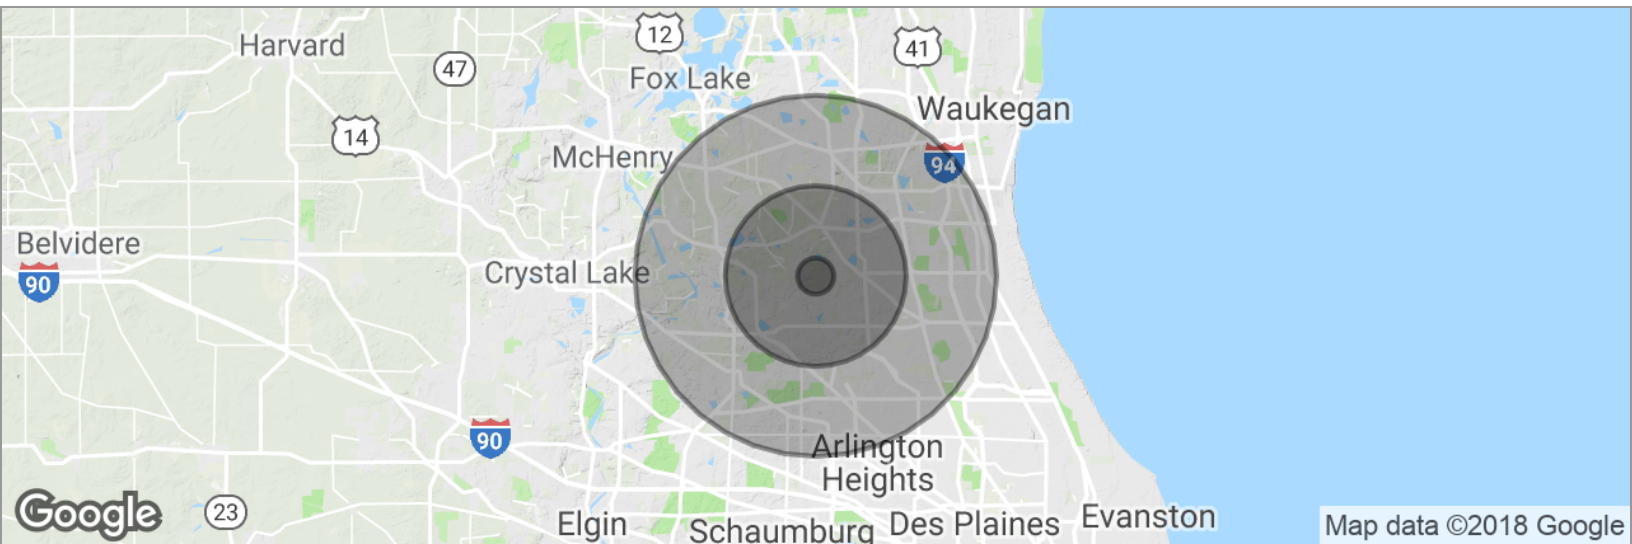 12
41
Harvard
47
Fox Lake
Waukegan
14
McHenry
94
Belvidere
Crystal Lake
90
90
Arlington
Heights
Google
23
Elgin
Schaumburg
Des Plaines
Evanston
Map data ©2018 Google